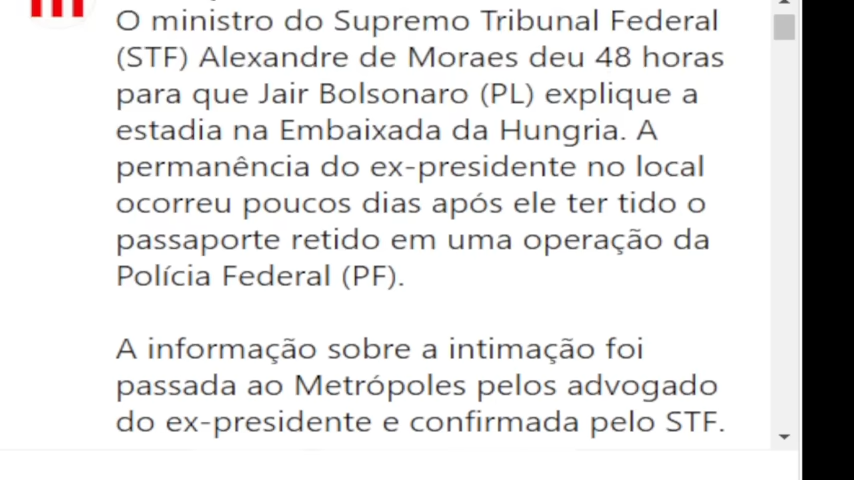 O ministro do Supremo Tribunal Federal
(STF) Alexandre de Moraes deu 48 horas
para que Jair Bolsonaro (PL) explique a
estadia na Embaixada da Hungria. A
permanência do ex-presidente no local
ocorreu poucos dias após ele ter tido o
passaporte retido em uma operação da
Polícia Federal (PF).
A informação sobre a intimação foi
passada ao Metrópoles pelos advogado
do ex-presidente e confirmada pelo STF.